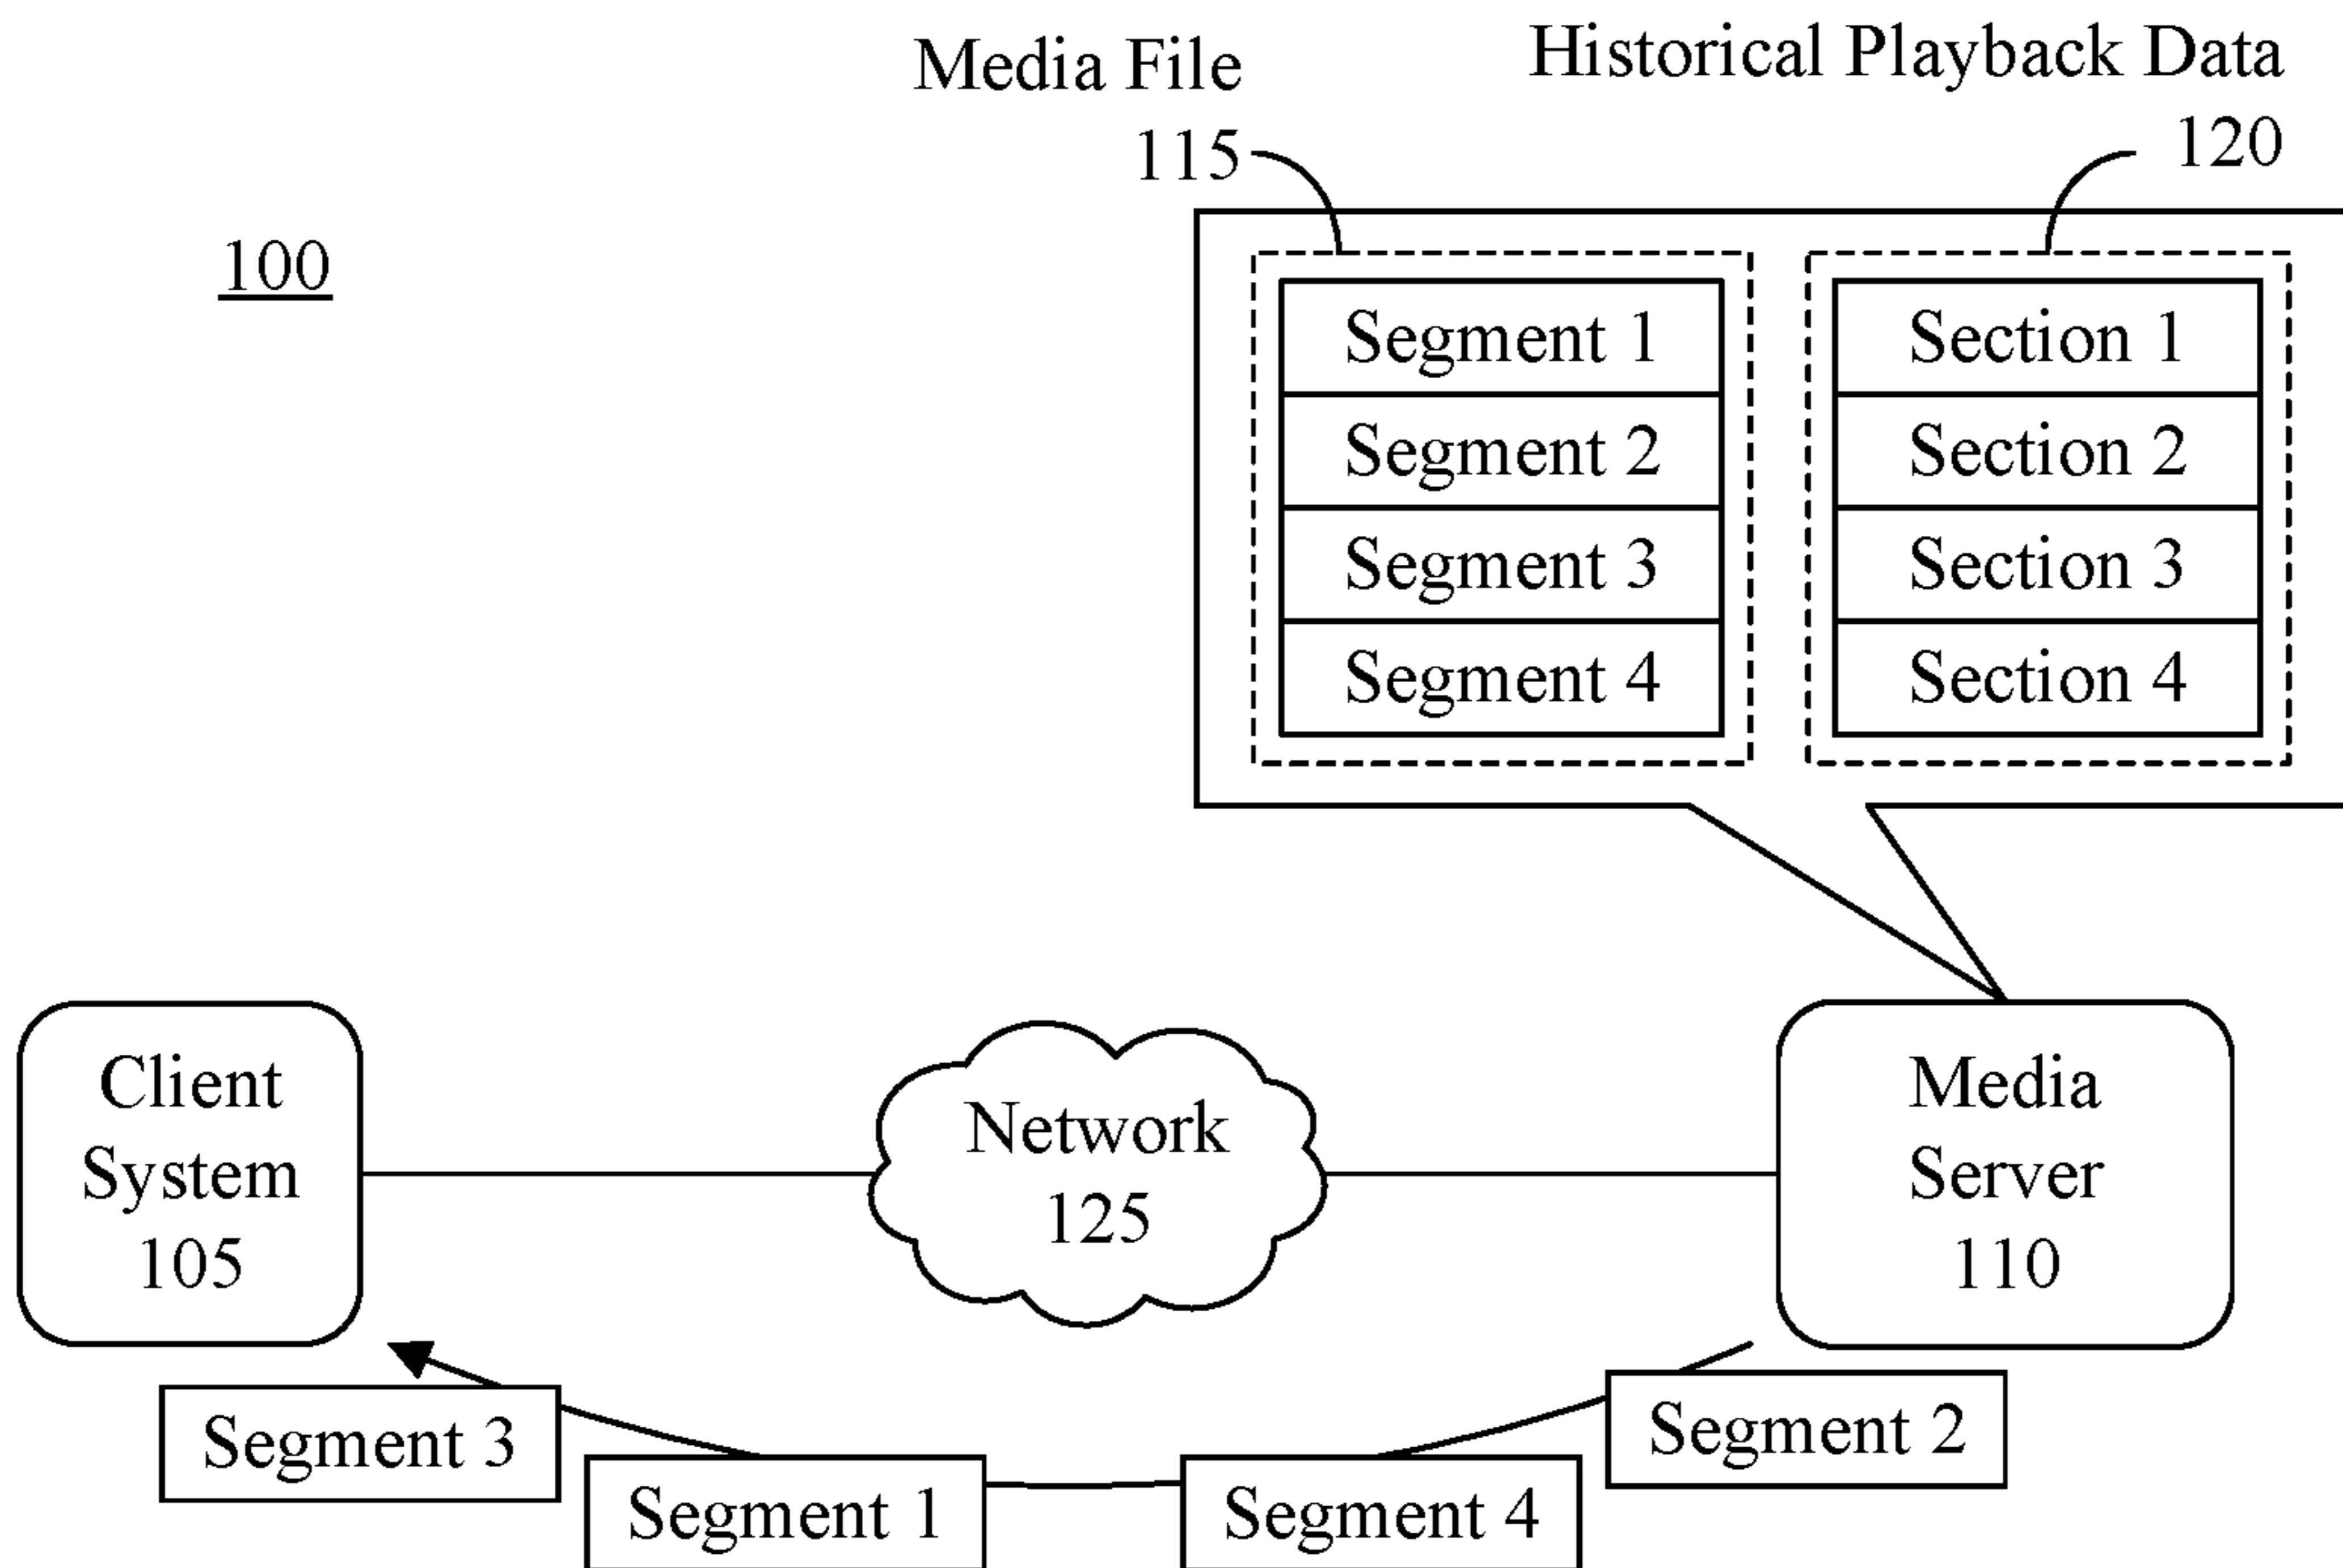 Media File
115
Historical Playback Data
120
100
Segment 1
Segment 2
Segment 3
Segment 4
Section 1
Section 2
Section 3
Section 4
Client
System
105
Network
125
Media
Server
110
Segment 3
Segment 1
Segment 4
Segment 2